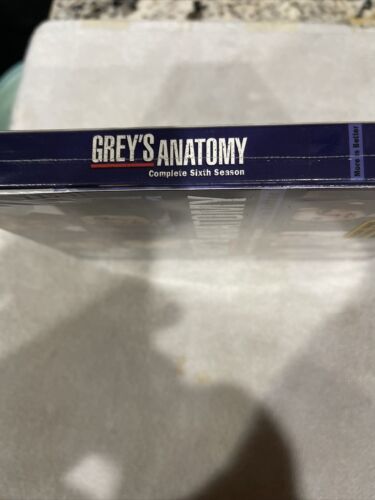 GREY'S ANATOMY
Complete Sixth Season
More is Better